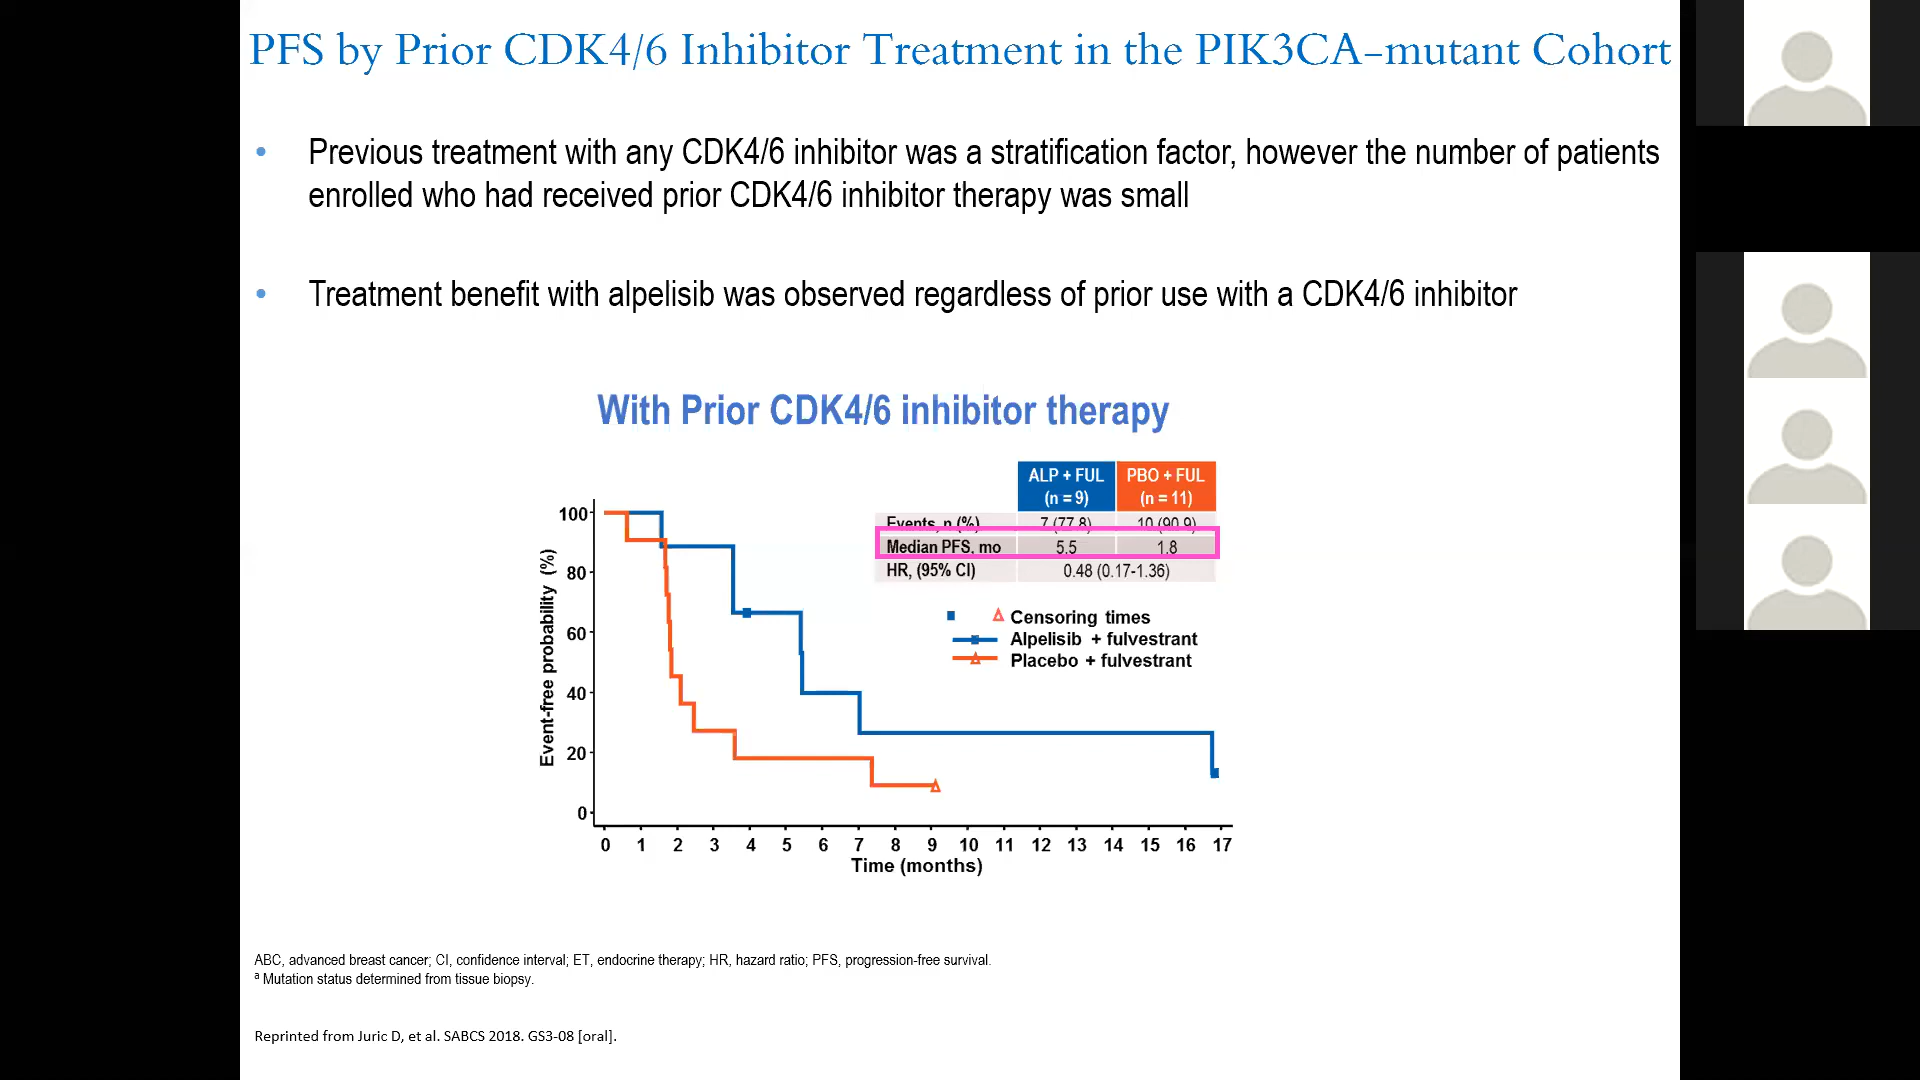 PFS by Prior CDK4/6 Inhibitor Treatment in the PIK3CA-mutant Cohort
• Previous treatment with any CDK4/6 inhibitor was a stratification factor, however the number of patients
enrolled who had received prior CDK4/6 inhibitor therapy was small
• Treatment benefit with alpelisib was observed regardless of prior use with a CDK4/6 inhibitor
With Prior CDK4/6 inhibitor therapy
ALP + FUL PBO + FUL
(n = 9) (n = 11)
Events, n (%) 7 (77.8) 10 (90.9)
Median PFS, mo 5.5 1.8
HR, (95% CI) 0.48 (0.17-1.36)
Censoring times
Alpelisib + fulvestrant
Placebo + fulvestrant
Event-free probability (%)
100
80
60
40
20
0
0 1 2 3 4 5 6 7 8 9 10 11 12 13 14 15 16 17
Time (months)
ABC, advanced breast cancer; CI, confidence interval; ET, endocrine therapy; HR, hazard ratio; PFS, progression-free survival.
a Mutation status determined from tissue biopsy.
Reprinted from Juric D, et al. SABCS 2018. GS3-08 [oral].